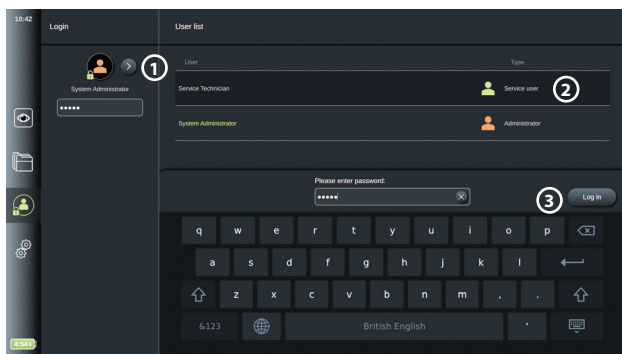 10:42
Login
User list
1
System Administrator
•••••
User
Type
Service Technician
Service user
2
System Administrator
Administrator
Please enter password:
•••••
3
Log in
q w e r t y u i o p
a s d f g h j k l
z x c v b n m , .
&123
British English
'
4:54